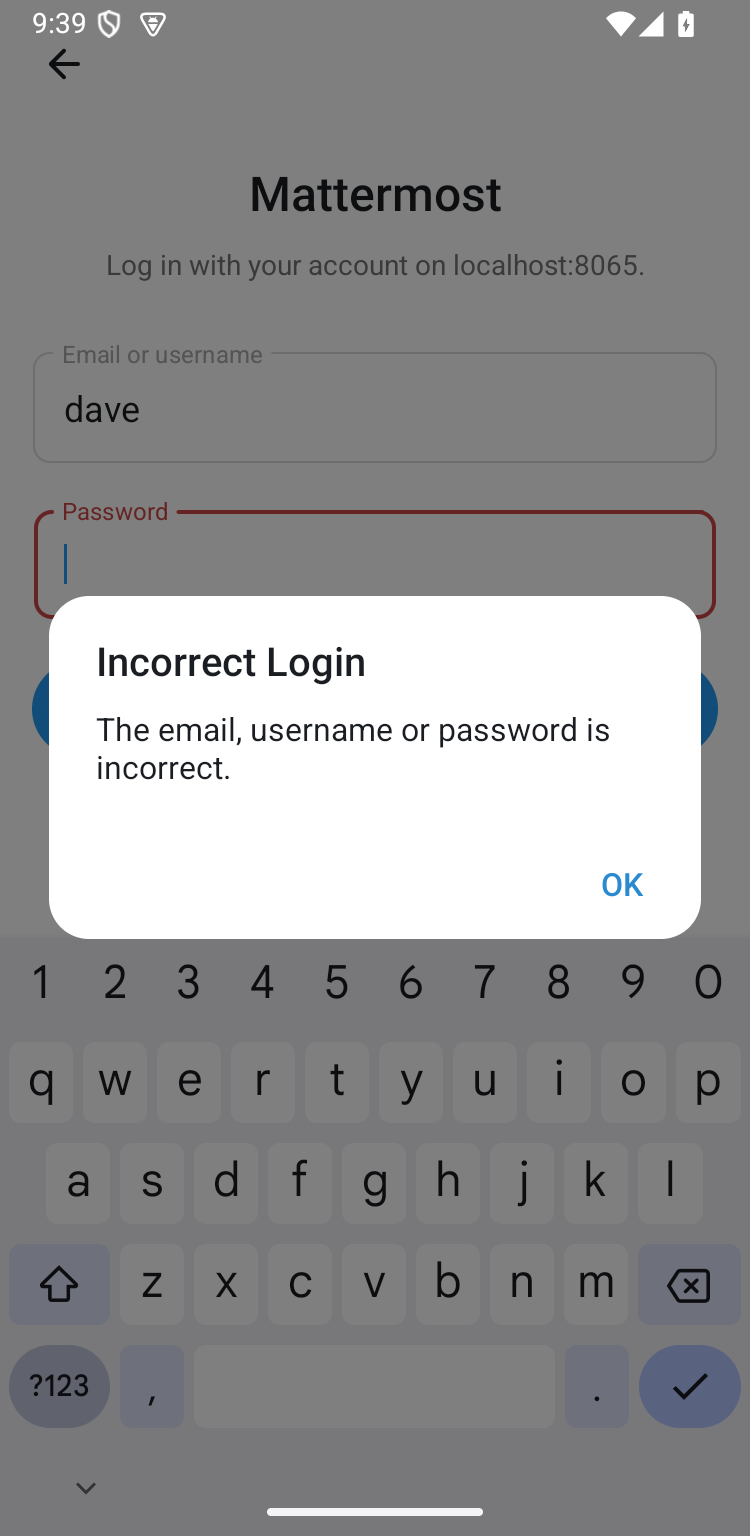 9:39
Mattermost
Log in with your account on localhost:8065.
Email or username
dave
Password
Incorrect Login
The email, username or password is
incorrect.
OK
1 2 3 4 5 6 7 8 9 0
q w e r t y u i o p
a s d f g h j k l
z x c v b n m
?123 , .